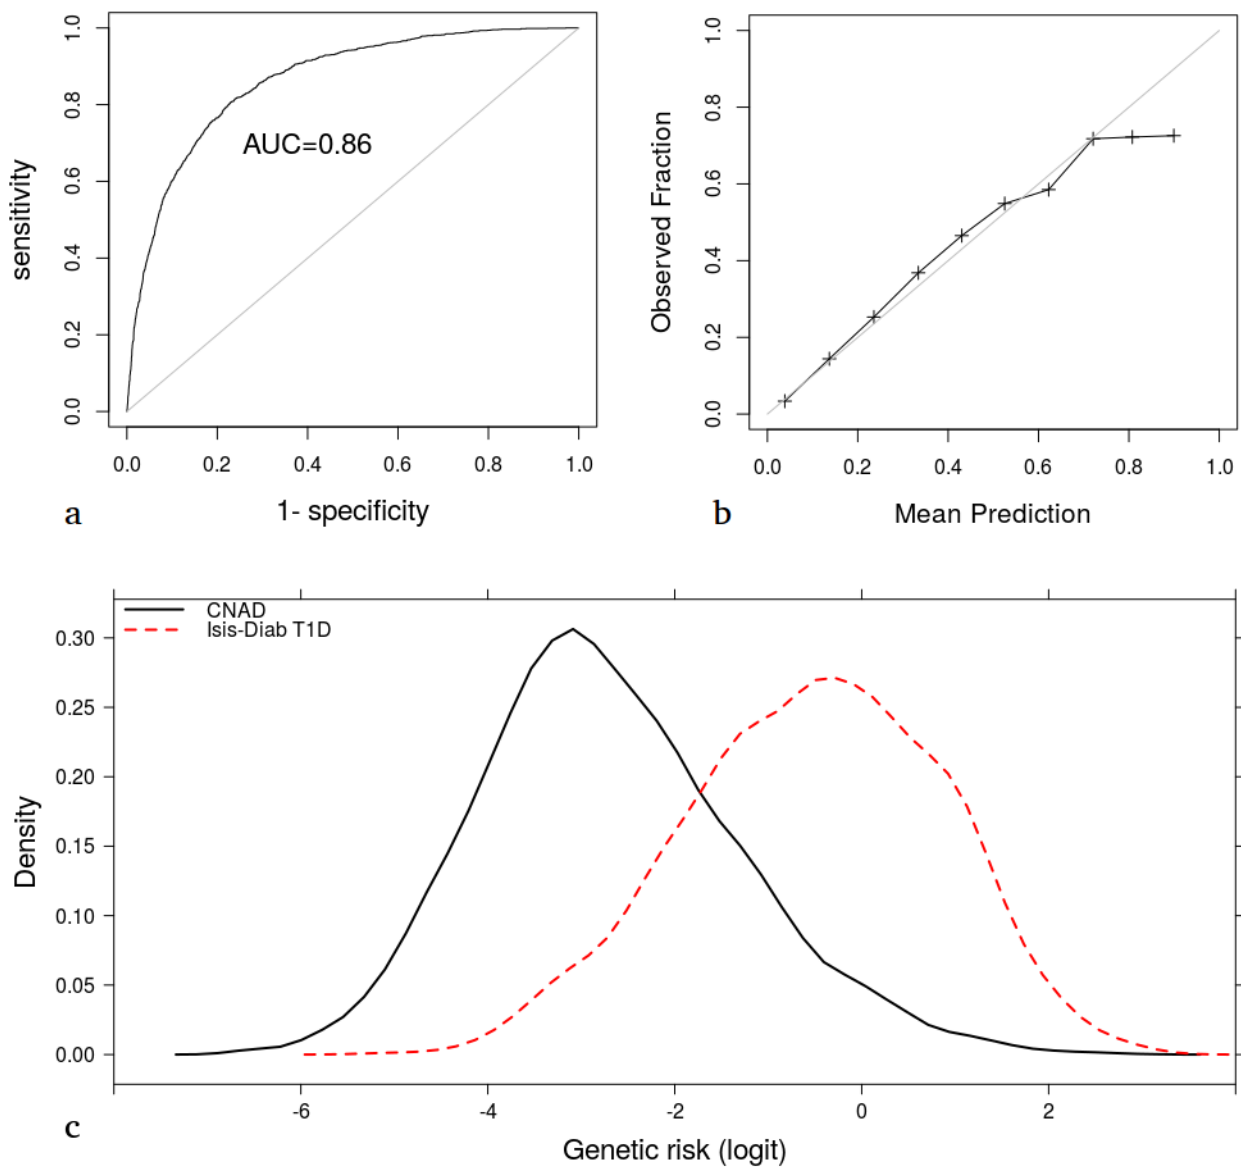 1.0
0.8
0.6
0.4
0.2
0.0
sensitivity
AUC=0.86
0.0 0.2 0.4 0.6 0.8 1.0
1- specificity
a
1.0
0.8
0.6
0.4
0.2
0.0
Observed Fraction
0.0 0.2 0.4 0.6 0.8 1.0
Mean Prediction
b
CNAD
Isis-Diab T1D
0.30
0.25
0.20
0.15
0.10
0.05
0.00
Density
-6 -4 -2 0 2
Genetic risk (logit)
c